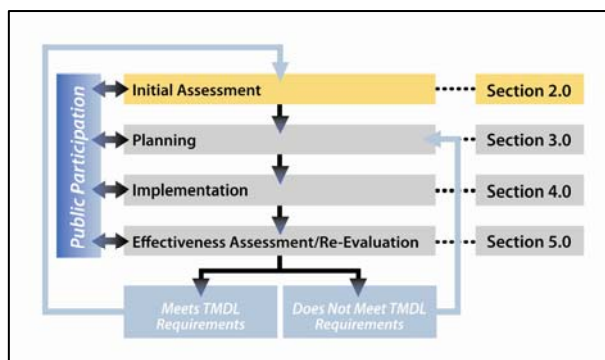 Public Participation
Initial Assessment
Section 2.0
Planning
Section 3.0
Implementation
Section 4.0
Effectiveness Assessment/Re-Evaluation
Section 5.0
Meets TMDL
Requirements
Does Not Meet TMDL
Requirements